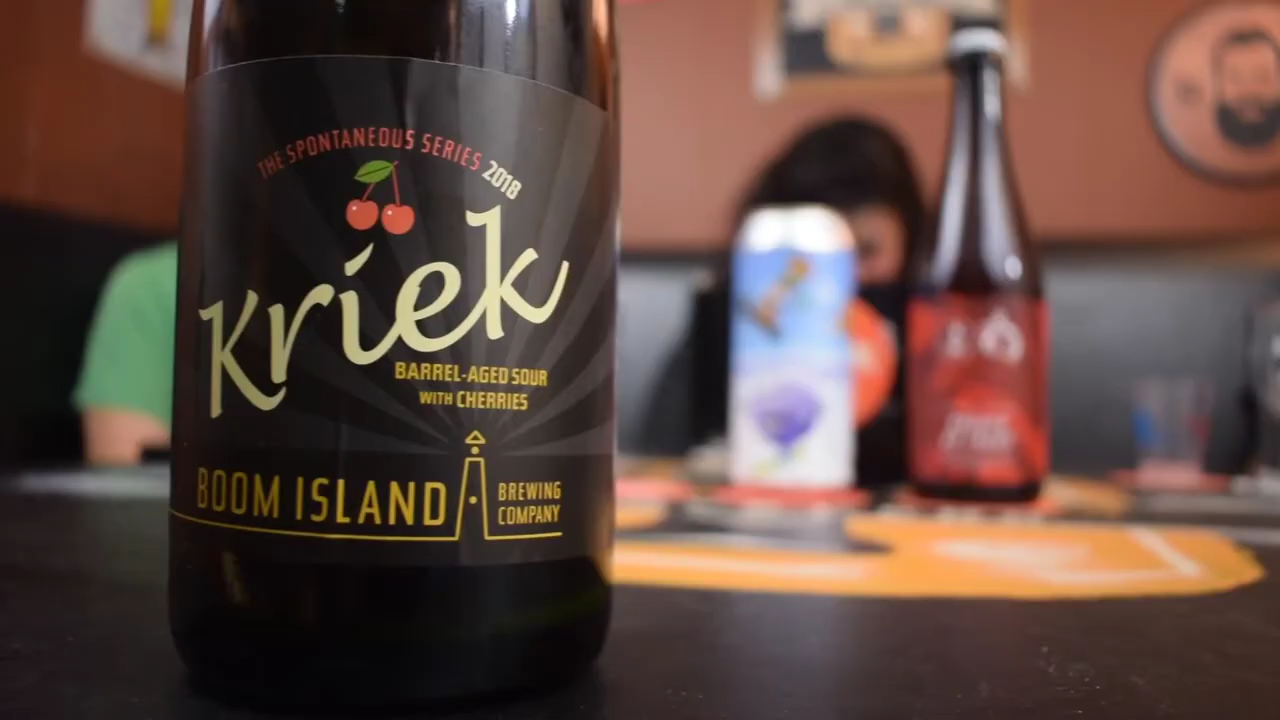 THE SPONTANEOUS SERIES 2018
Kriek
BARREL-AGED SOUR
WITH CHERRIES
BOOM ISLAND
BREWING
COMPANY